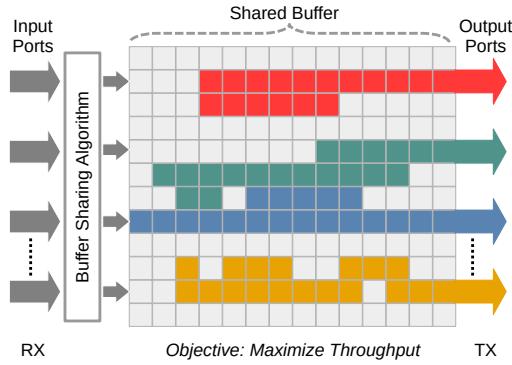 Shared Buffer
Input
Ports
Output
Ports
Buffer Sharing Algorithm
RX
Objective: Maximize Throughput
TX